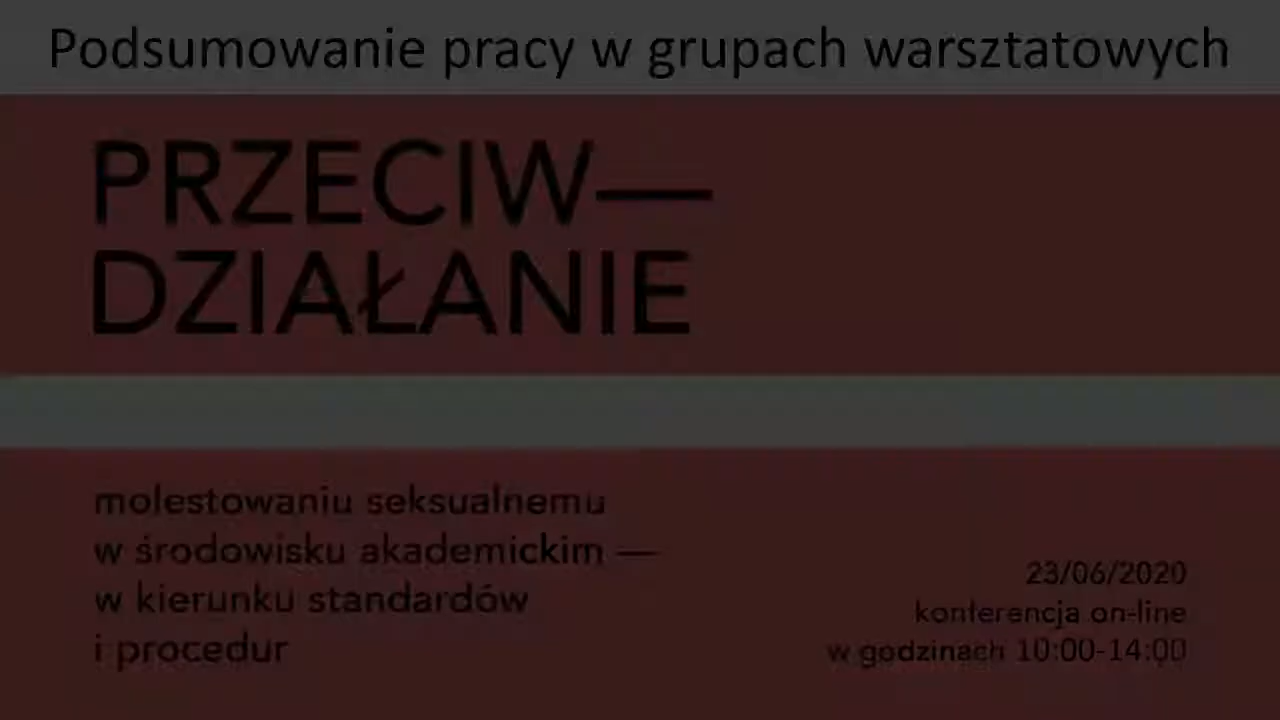 Podsumowanie pracy w grupach warsztatowych
PRZECIW—
DZIAŁANIE
molestowaniu seksualnemu
w środowisku akademickim —
w kierunku standardów
i procedur
23/06/2020
konferencja on-line
w godzinach 10:00-14:00